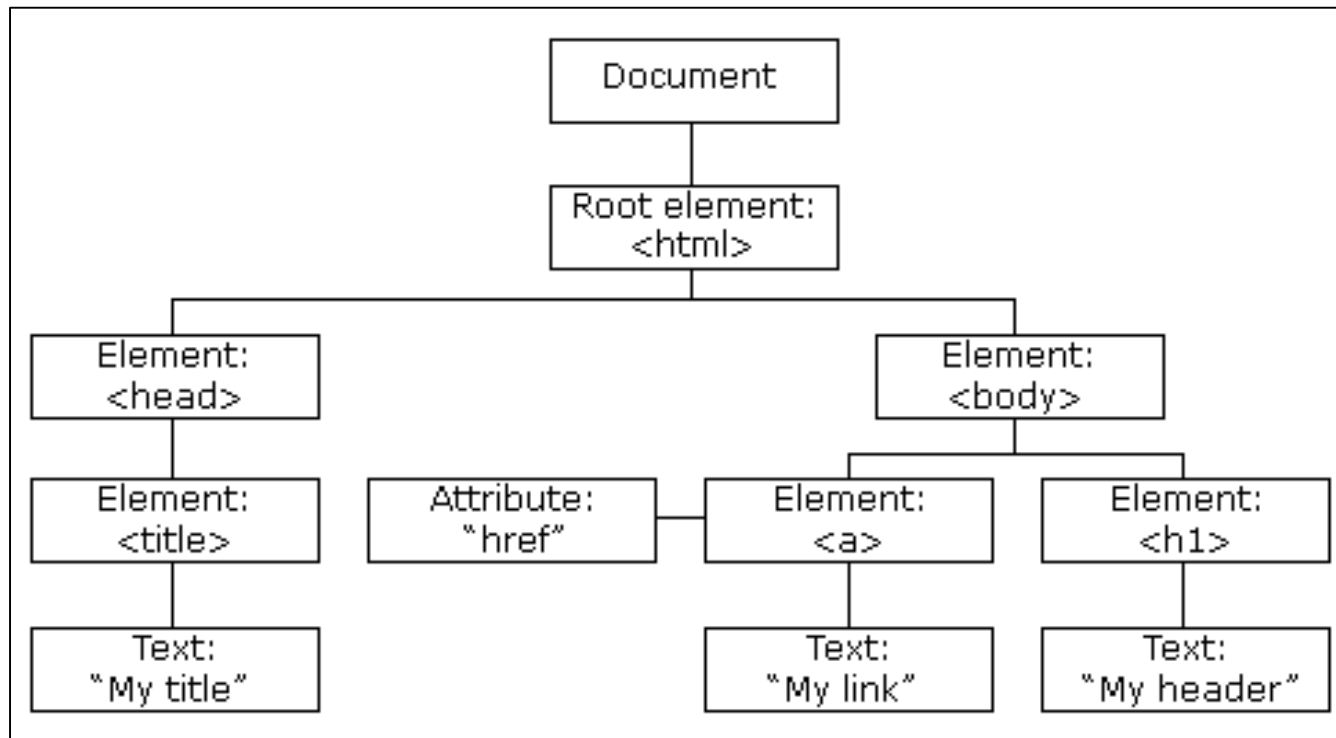 Document
Root element:
<html>
Element:
<head>
Element:
<body>
Element:
<title>
Attribute:
“href”
Element:
<a>
Element:
<h1>
Text:
“My title”
Text:
“My link”
Text:
“My header”